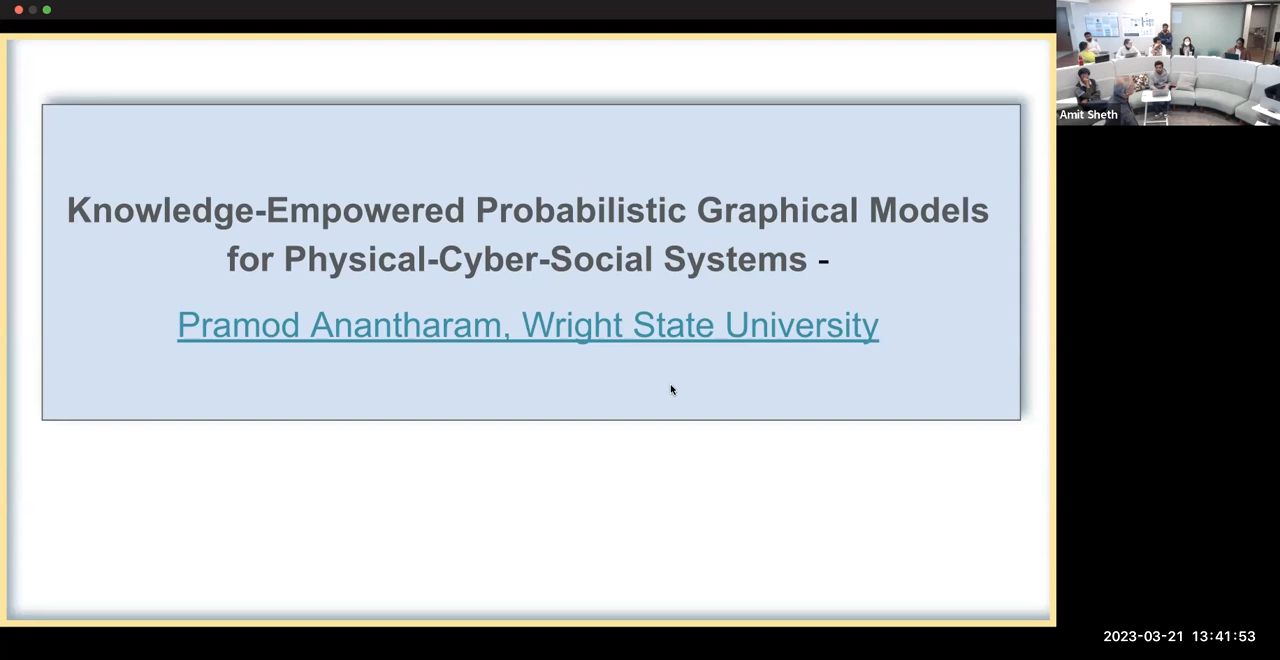 Knowledge-Empowered Probabilistic Graphical Models
for Physical-Cyber-Social Systems -
Pramod Anantharam, Wright State University
Amit Sheth
2023-03-21 13:41:53